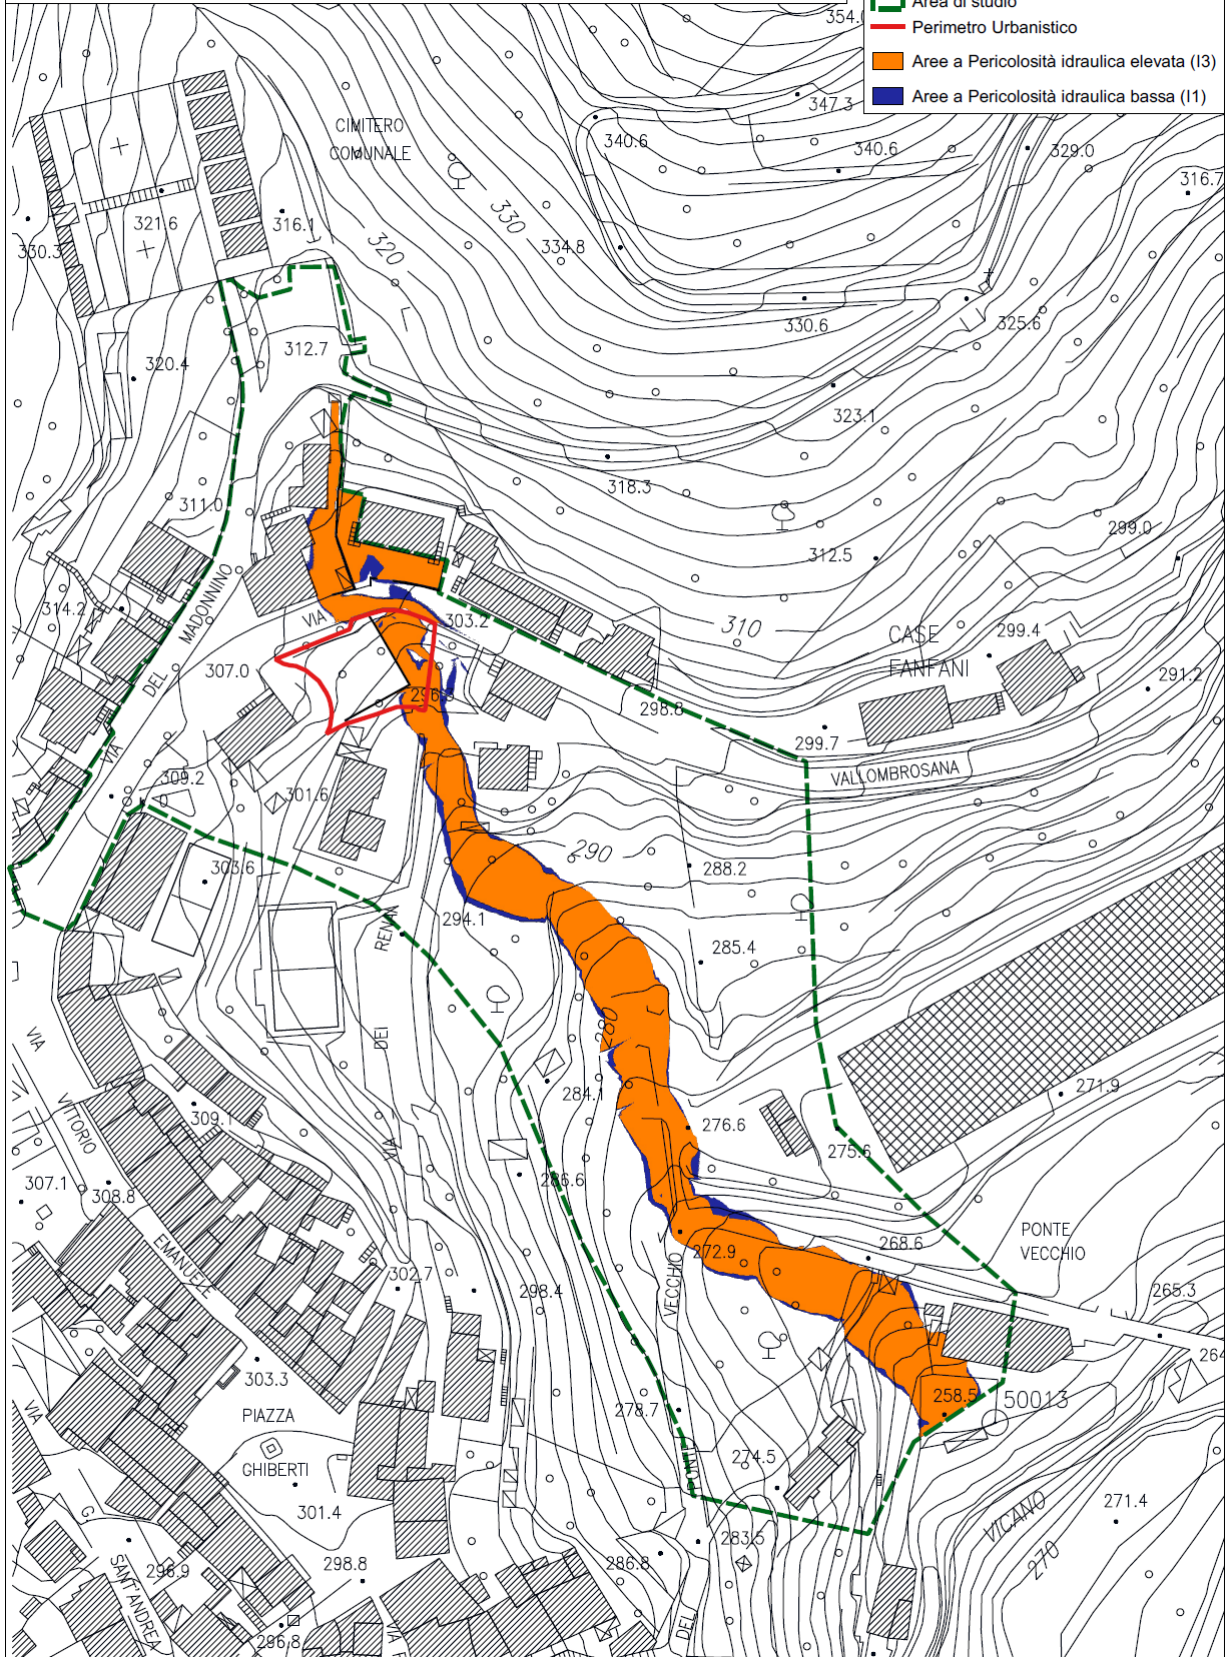 Area di studio
Perimetro Urbanistico
Aree a Pericolosità idraulica elevata (I3)
Aree a Pericolosità idraulica bassa (I1)
347.3
CIMITERO
COMUNALE
340.6
340.6
329.0
316.7
321.6
316.1
330
330.3
320
334.8
330.6
325.6
312.7
320.4
323.1
318.3
311.0
312.5
299.0
MADONNINO
314.2
VIA
303.2
310
CASE
FANFANI
299.4
307.0
DEL
291.2
296.3
298.8
VIA
299.7
VALLOMBROSANA
309.2
301.6
290
288.2
303.6
294.1
RENAI
285.4
280
VIA
DEI
284.1
271.9
VITTORIO
309.1
276.6
VIA
275.6
307.1
308.8
286.6
EMANUELE
PONTE
VECCHIO
272.9
268.6
302.7
298.4
VECCHIO
265.3
264
303.3
PIAZZA
GHIBERTI
VIA
278.7
258.5
50013
PONTE
274.5
301.4
VICANO
271.4
G.
283.5
SANT'ANDREA
296.9
298.8
286.8
270
DEL
296.8
VIA